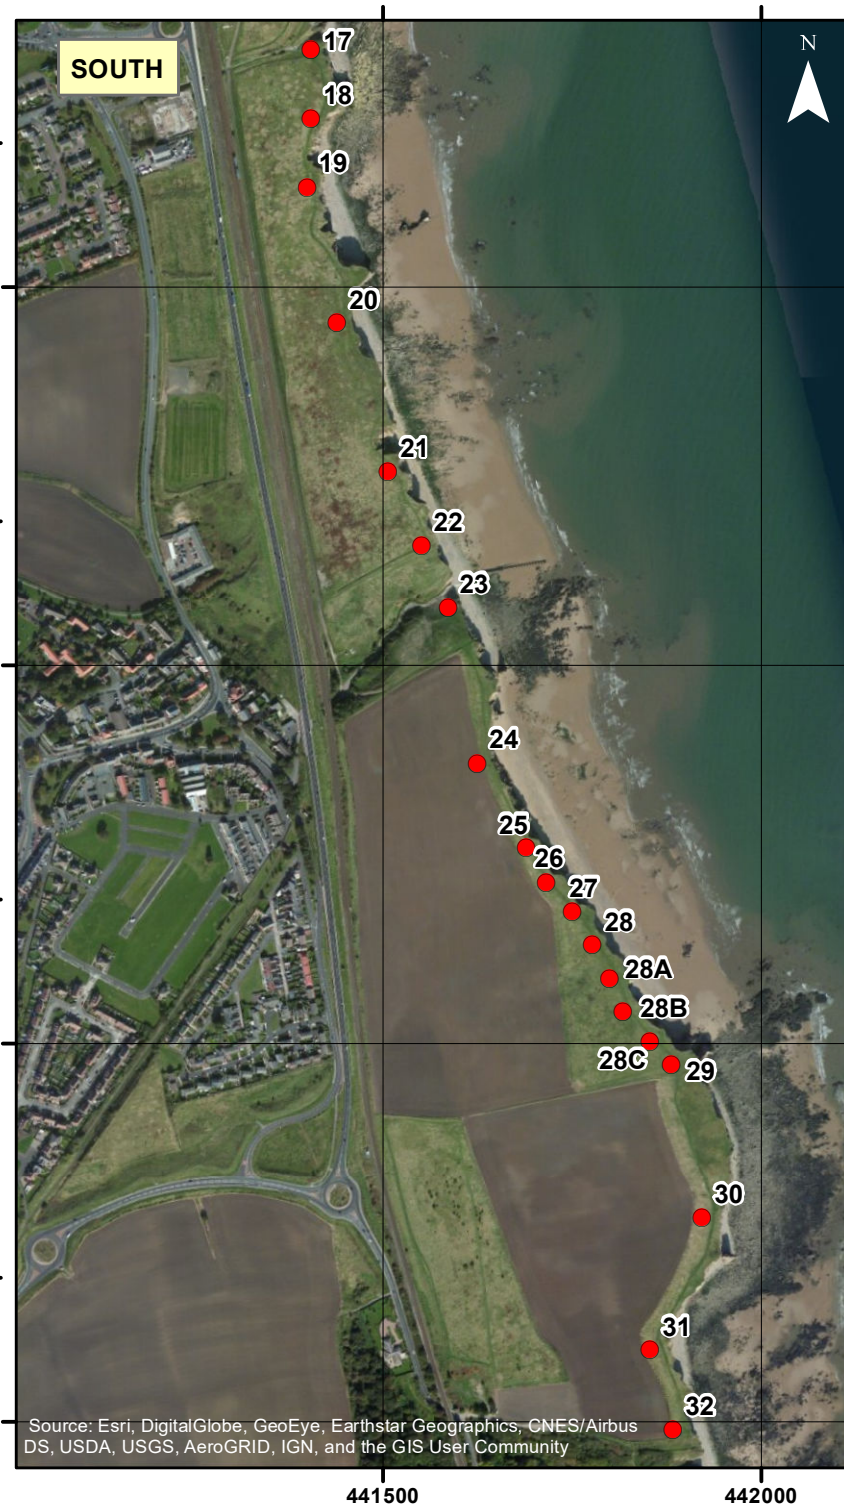 SOUTH
N
17
18
19
20
21
22
23
24
25
26
27
28
28A
28B
28C
29
30
31
32
Source: Esri, DigitalGlobe, GeoEye, Earthstar Geographics, CNES/Airbus
DS, USDA, USGS, AeroGRID, IGN, and the GIS User Community
441500
442000